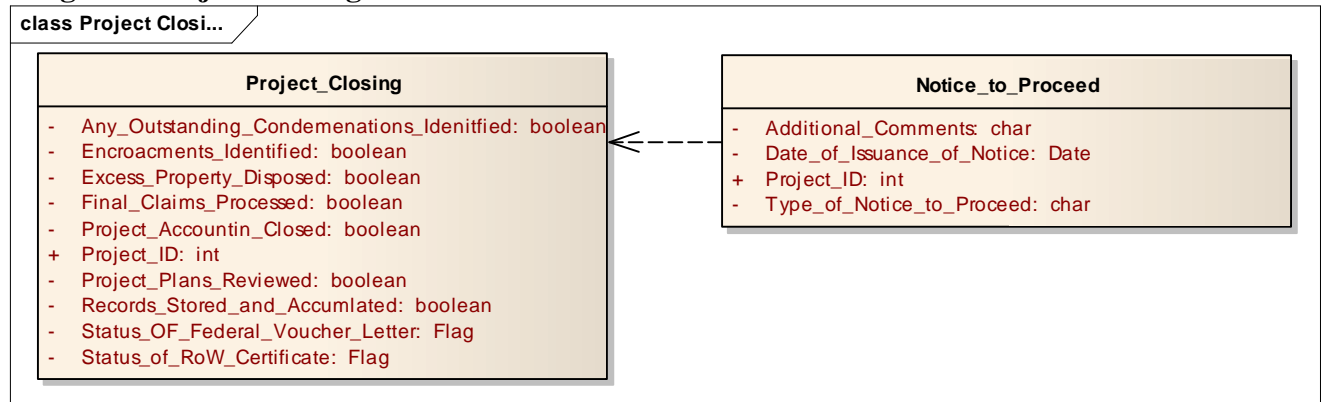 class Project Closi...
Project_Closing
- Any_Outstanding_Condemenations_Idenitfied: boolean
- Encroacments_Identified: boolean
- Excess_Property_Disposed: boolean
- Final_Claims_Processed: boolean
- Project_Accountin_Closed: boolean
+ Project_ID: int
- Project_Plans_Reviewed: boolean
- Records_Stored_and_Accumlated: boolean
- Status_OF_Federal_Voucher_Letter: Flag
- Status_of_RoW_Certificate: Flag
Notice_to_Proceed
- Additional_Comments: char
- Date_of_Issuance_of_Notice: Date
+ Project_ID: int
- Type_of_Notice_to_Proceed: char